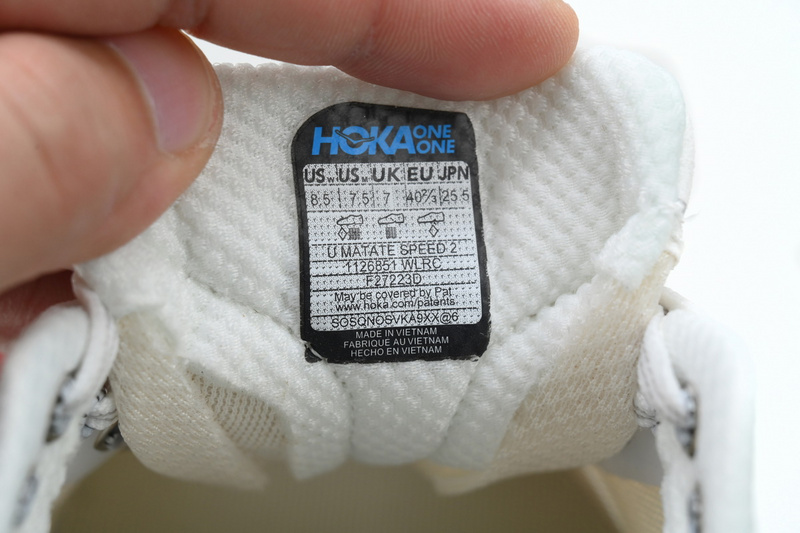 HOKA ONE ONE
US W US M UK EU JPN
8.5 7.5 7 40⅔ 25.5
U MATATE SPEED 2
1126851 WLRC
F27223D
May be covered by Pat
www.hoka.com/patents
SOSQNOSVKA9XX@6
MADE IN VIETNAM
FABRIQUE AU VIETNAM
HECHO EN VIETNAM